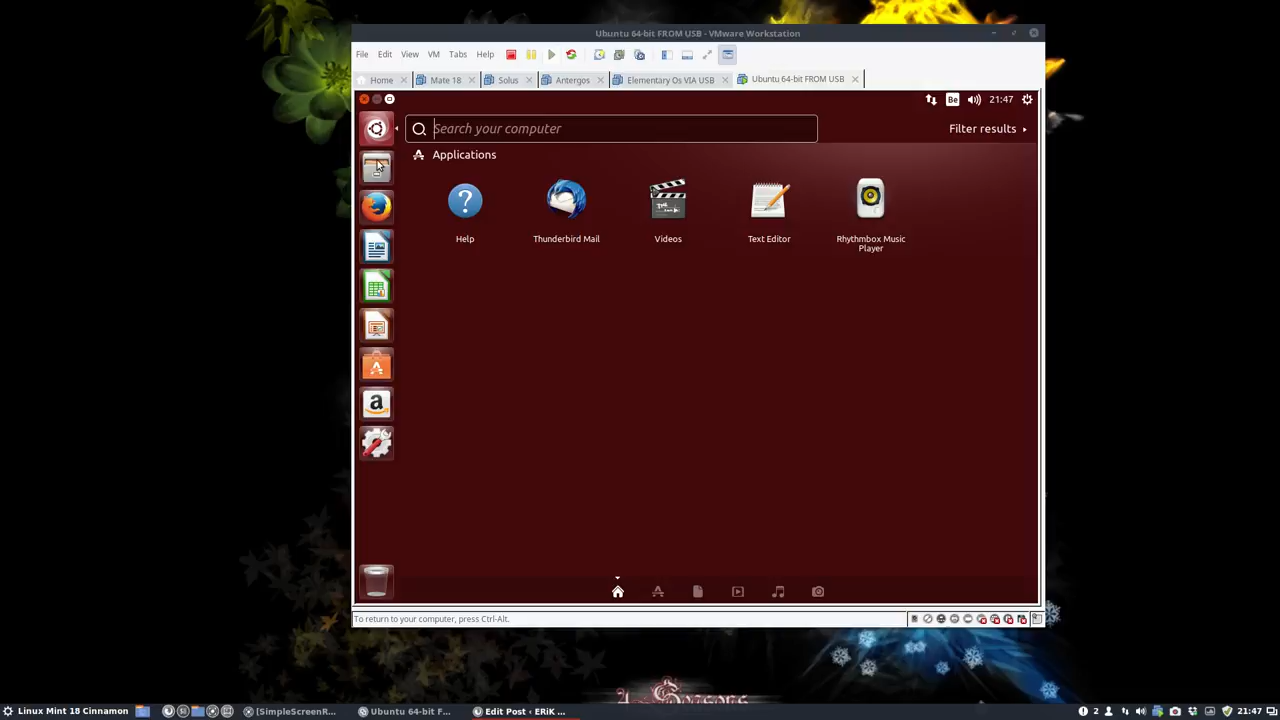 Ubuntu 64-bit FROM USB - VMware Workstation
File Edit View VM Tabs Help
Home Mate 18 Solus Antergos Elementary Os VIA USB Ubuntu 64-bit FROM USB
Be 21:47
Search your computer Filter results
Applications
Help Thunderbird Mail Videos Text Editor Rhythmbox Music
Player
To return to your computer, press Ctrl-Alt.
Linux Mint 18 Cinnamon [SimpleScreenR... Ubuntu 64-bit F... Edit Post ‹ ERiK ... 2 21:47